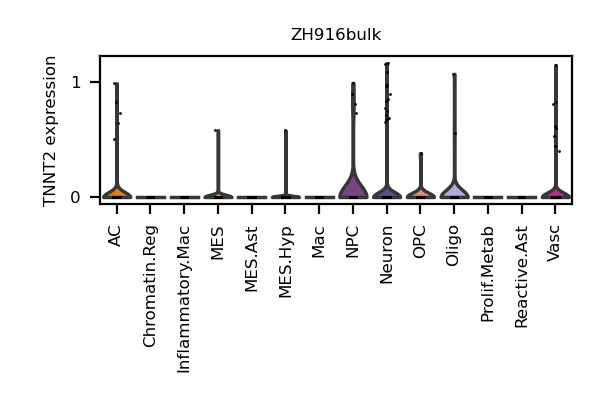 ZH916bulk
TNNT2 expression
1
0
AC
Chromatin.Reg
Inflammatory.Mac
MES
MES.Ast
MES.Hyp
Mac
NPC
Neuron
OPC
Oligo
Prolif.Metab
Reactive.Ast
Vasc